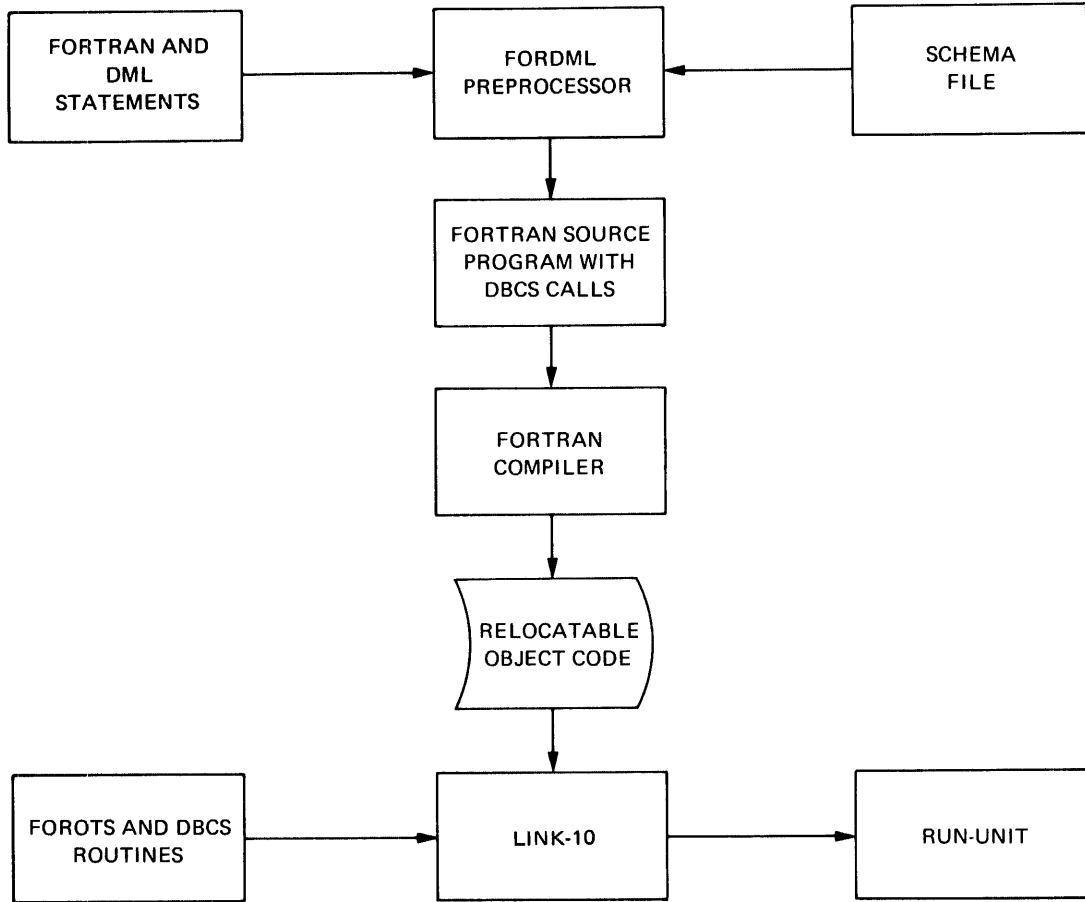 FORTRAN AND
DML
STATEMENTS
FORDML
PREPROCESSOR
SCHEMA
FILE
FORTRAN SOURCE
PROGRAM WITH
DBCS CALLS
FORTRAN
COMPILER
RELOCATABLE
OBJECT CODE
FOROTS AND DBCS
ROUTINES
LINK-10
RUN-UNIT